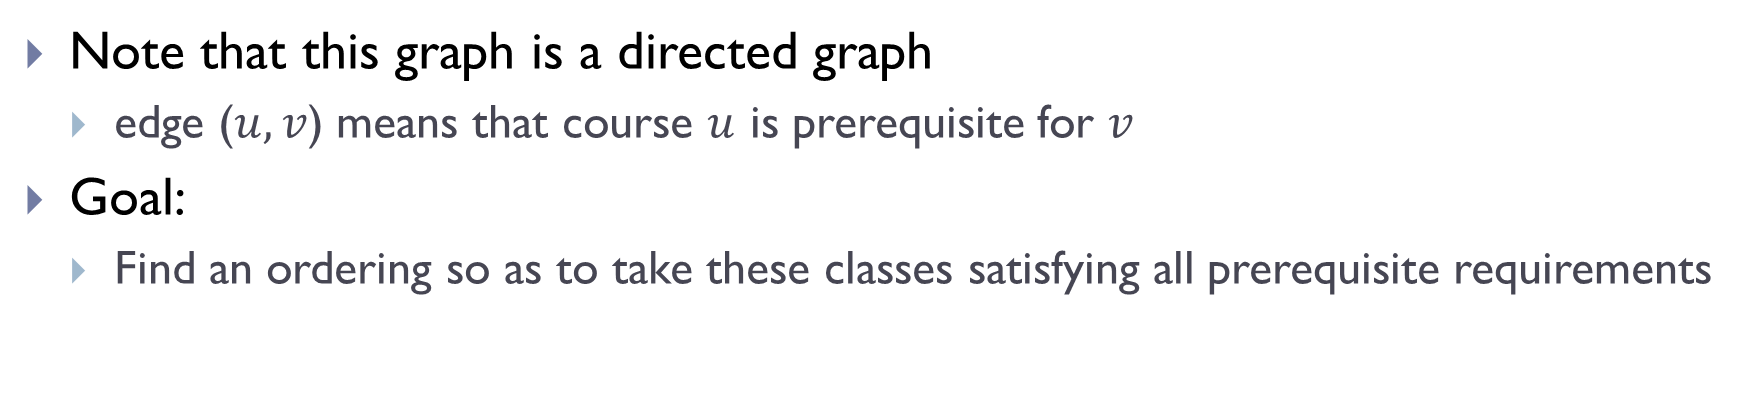 Note that this graph is a directed graph
edge (u, v) means that course u is prerequisite for v
Goal:
Find an ordering so as to take these classes satisfying all prerequisite requirements